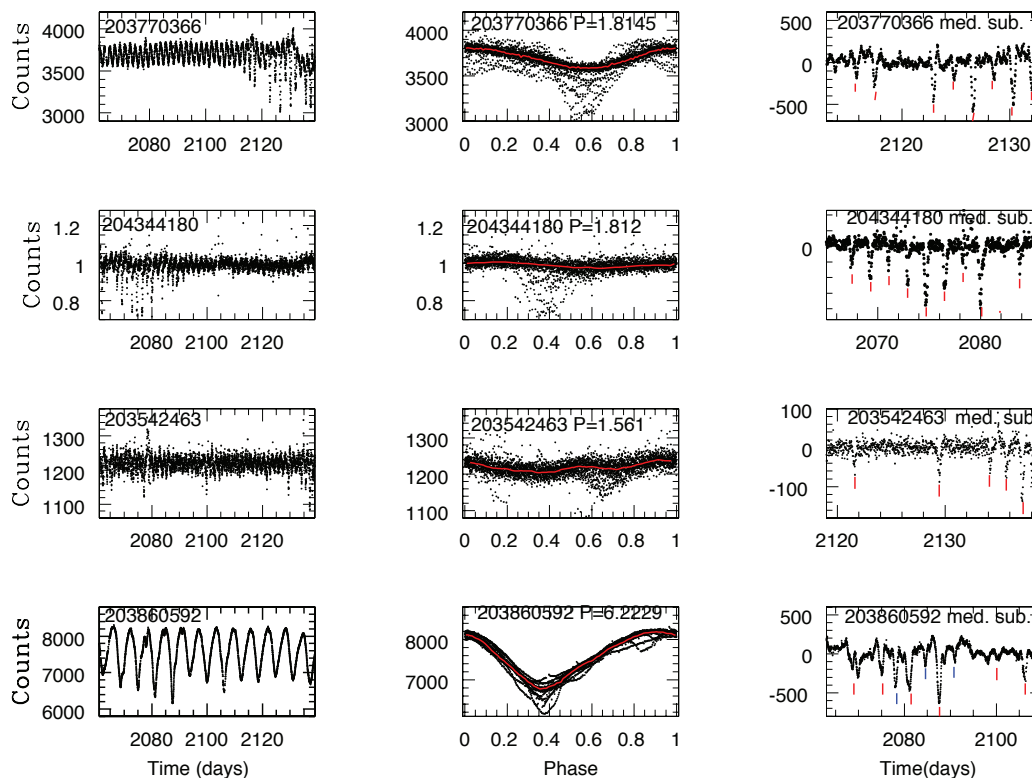 203770366
203770366 P=1.8145
203770366 med. sub.
Counts
4000
3500
3000
2080 2100 2120
4000
3500
3000
0 0.2 0.4 0.6 0.8 1
500
0
-500
2120 2130
204344180
204344180 P=1.812
204344180 med. sub.
Counts
1.2
1
0.8
2080 2100 2120
1.2
1
0.8
0 0.2 0.4 0.6 0.8 1
0
2070 2080
203542463
203542463 P=1.561
203542463 med. sub.
Counts
1300
1200
1100
2080 2100 2120
1300
1200
1100
0 0.2 0.4 0.6 0.8 1
100
0
-100
2120 2130
203860592
203860592 P=6.2229
203860592 med. sub.
Counts
8000
7000
6000
2080 2100 2120
8000
7000
0 0.2 0.4 0.6 0.8 1
500
0
-500
2080 2100
Time (days)
Phase
Time(days)